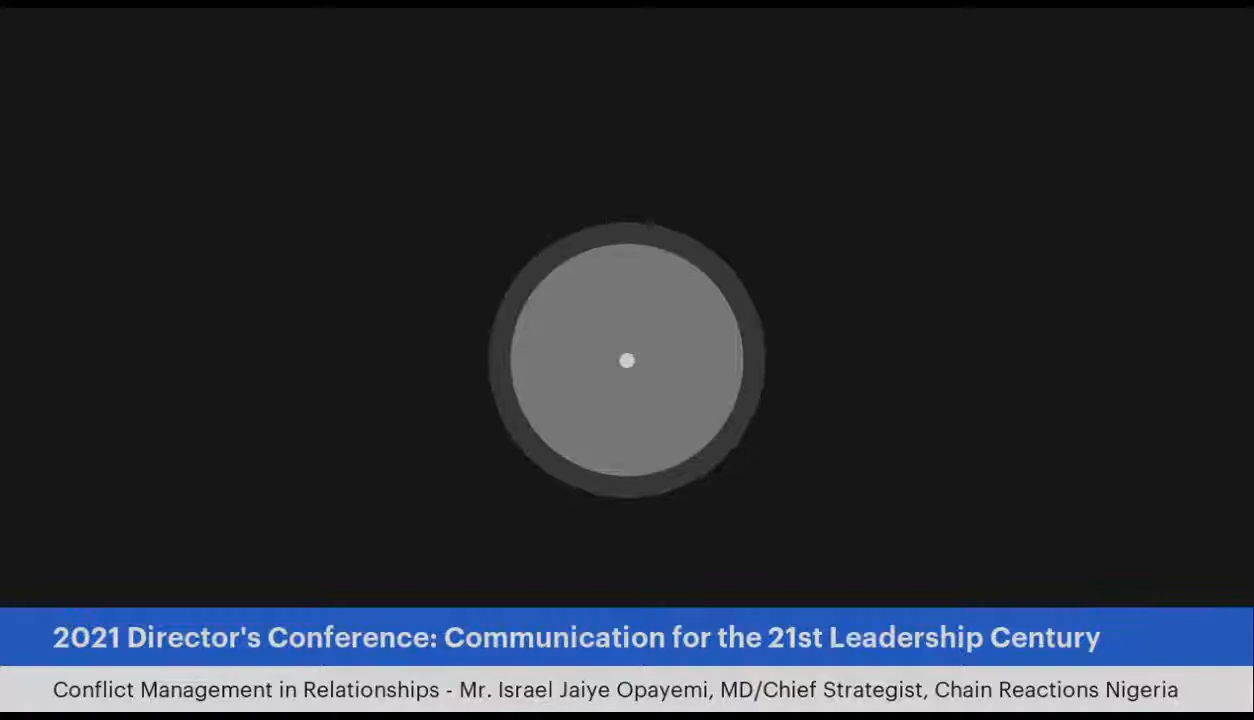 2021 Director's Conference: Communication for the 21st Leadership Century
Conflict Management in Relationships - Mr. Israel Jaiye Opayemi, MD/Chief Strategist, Chain Reactions Nigeria